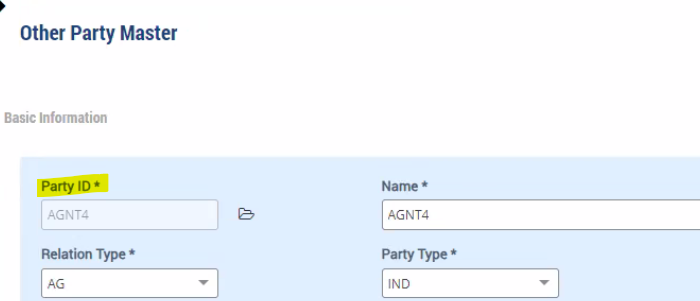 Other Party Master
Basic Information
Party ID * Name *
AGNT4 AGNT4
Relation Type * Party Type *
AG IND